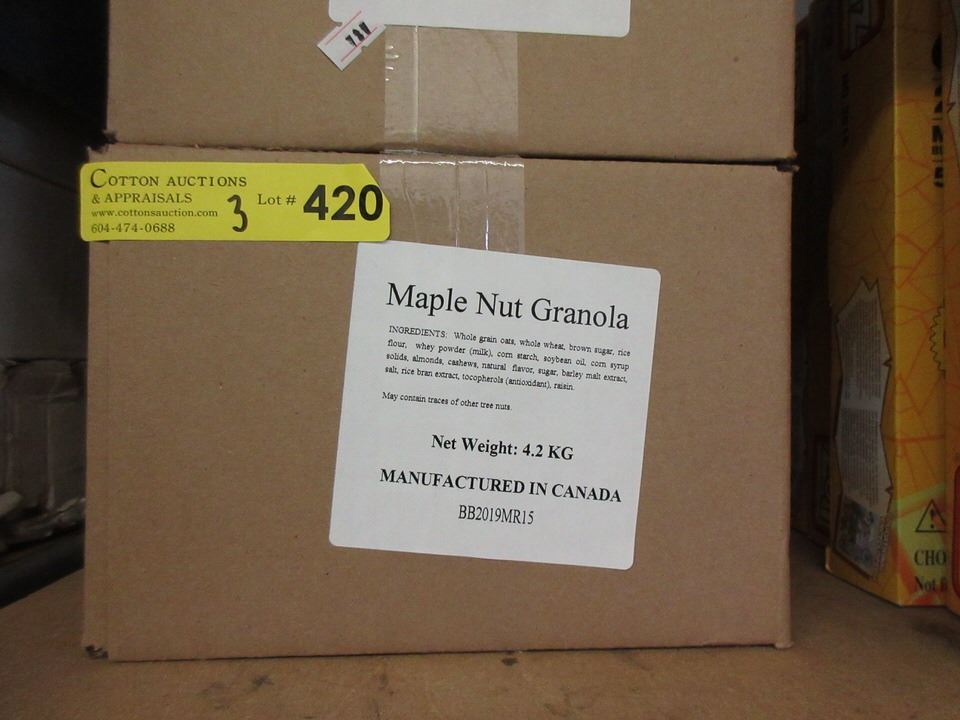 COTTON AUCTIONS
& APPRAISALS
www.cottonsauction.com
604-474-0688
3
Lot # 420
Maple Nut Granola
INGREDIENTS: Whole grain oats, whole wheat, brown sugar, rice
flour, whey powder (milk), corn starch, soybean oil, corn syrup
solids, almonds, cashews, natural flavor, sugar, barley malt extract,
salt, rice bran extract, tocopherols (antioxidant), raisin.
May contain traces of other tree nuts.
Net Weight: 4.2 KG
MANUFACTURED IN CANADA
BB2019MR15
CHO
Not